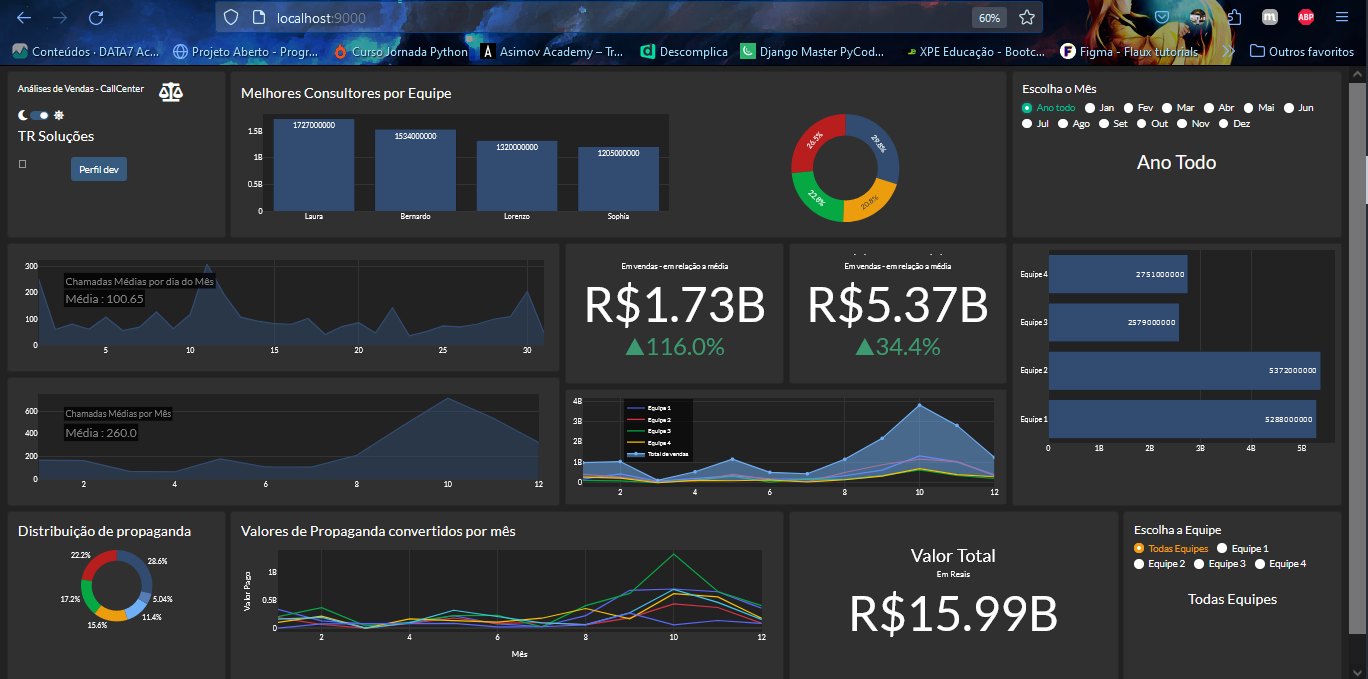 localhost:9000
60%
ABP
Conteúdos · DATA7 Ac...
Projeto Aberto - Progr...
Curso Jornada Python
Asimov Academy – Tr...
Descomplica
Django Master PyCod...
XPE Educação - Bootc...
Figma - Flaux tutorials
Outros favoritos
Análises de Vendas - CallCenter
TR Soluções
Perfil dev
Melhores Consultores por Equipe
1.5B
1B
0.5B
0
1727000000
1534000000
1320000000
1205000000
Laura
Bernardo
Lorenzo
Sophia
26.5%
29.8%
22.8%
20.8%
Escolha o Mês
Ano todo Jan Fev Mar Abr Mai Jun
Jul Ago Set Out Nov Dez
Ano Todo
300
200
100
0
Chamadas Médias por dia do Mês
Média : 100.65
5 10 15 20 25 30
Em vendas - em relação a média
R$1.73B
▲116.0%
Em vendas - em relação a média
R$5.37B
▲34.4%
Equipe 4
2751000000
Equipe 3
2579000000
Equipe 2
5372000000
Equipe 1
5288000000
0 1B 2B 3B 4B 5B
600
400
200
0
Chamadas Médias por Mês
Média : 260.0
2 4 6 8 10 12
4B
3B
2B
1B
0
Equipe 1
Equipe 2
Equipe 3
Equipe 4
Total de vendas
2 4 6 8 10 12
Distribuição de propaganda
22.2%
28.6%
17.2%
5.04%
11.4%
15.6%
Valores de Propaganda convertidos por mês
Valor Pago
1B
0.5B
0
2 4 6 8 10 12
Mês
Valor Total
Em Reais
R$15.99B
Escolha a Equipe
Todas Equipes Equipe 1
Equipe 2 Equipe 3 Equipe 4
Todas Equipes